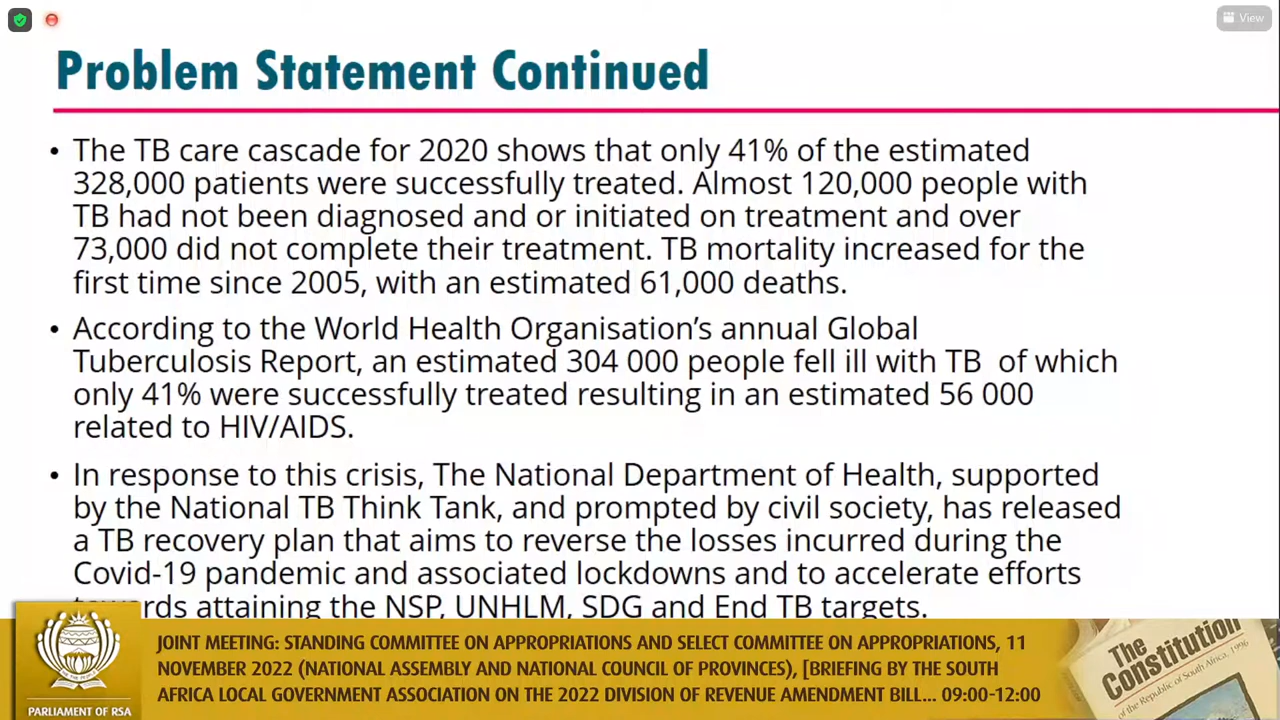 View
Problem Statement Continued
• The TB care cascade for 2020 shows that only 41% of the estimated
328,000 patients were successfully treated. Almost 120,000 people with
TB had not been diagnosed and or initiated on treatment and over
73,000 did not complete their treatment. TB mortality increased for the
first time since 2005, with an estimated 61,000 deaths.
• According to the World Health Organisation’s annual Global
Tuberculosis Report, an estimated 304 000 people fell ill with TB of which
only 41% were successfully treated resulting in an estimated 56 000
related to HIV/AIDS.
• In response to this crisis, The National Department of Health, supported
by the National TB Think Tank, and prompted by civil society, has released
a TB recovery plan that aims to reverse the losses incurred during the
Covid-19 pandemic and associated lockdowns and to accelerate efforts
towards attaining the NSP, UNHLM, SDG and End TB targets.
JOINT MEETING: STANDING COMMITTEE ON APPROPRIATIONS AND SELECT COMMITTEE ON APPROPRIATIONS, 11
NOVEMBER 2022 (NATIONAL ASSEMBLY AND NATIONAL COUNCIL OF PROVINCES), [BRIEFING BY THE SOUTH
AFRICA LOCAL GOVERNMENT ASSOCIATION ON THE 2022 DIVISION OF REVENUE AMENDMENT BILL... 09:00-12:00
PARLIAMENT OF RSA
The
Constitution
of the Republic of South Africa, 1996